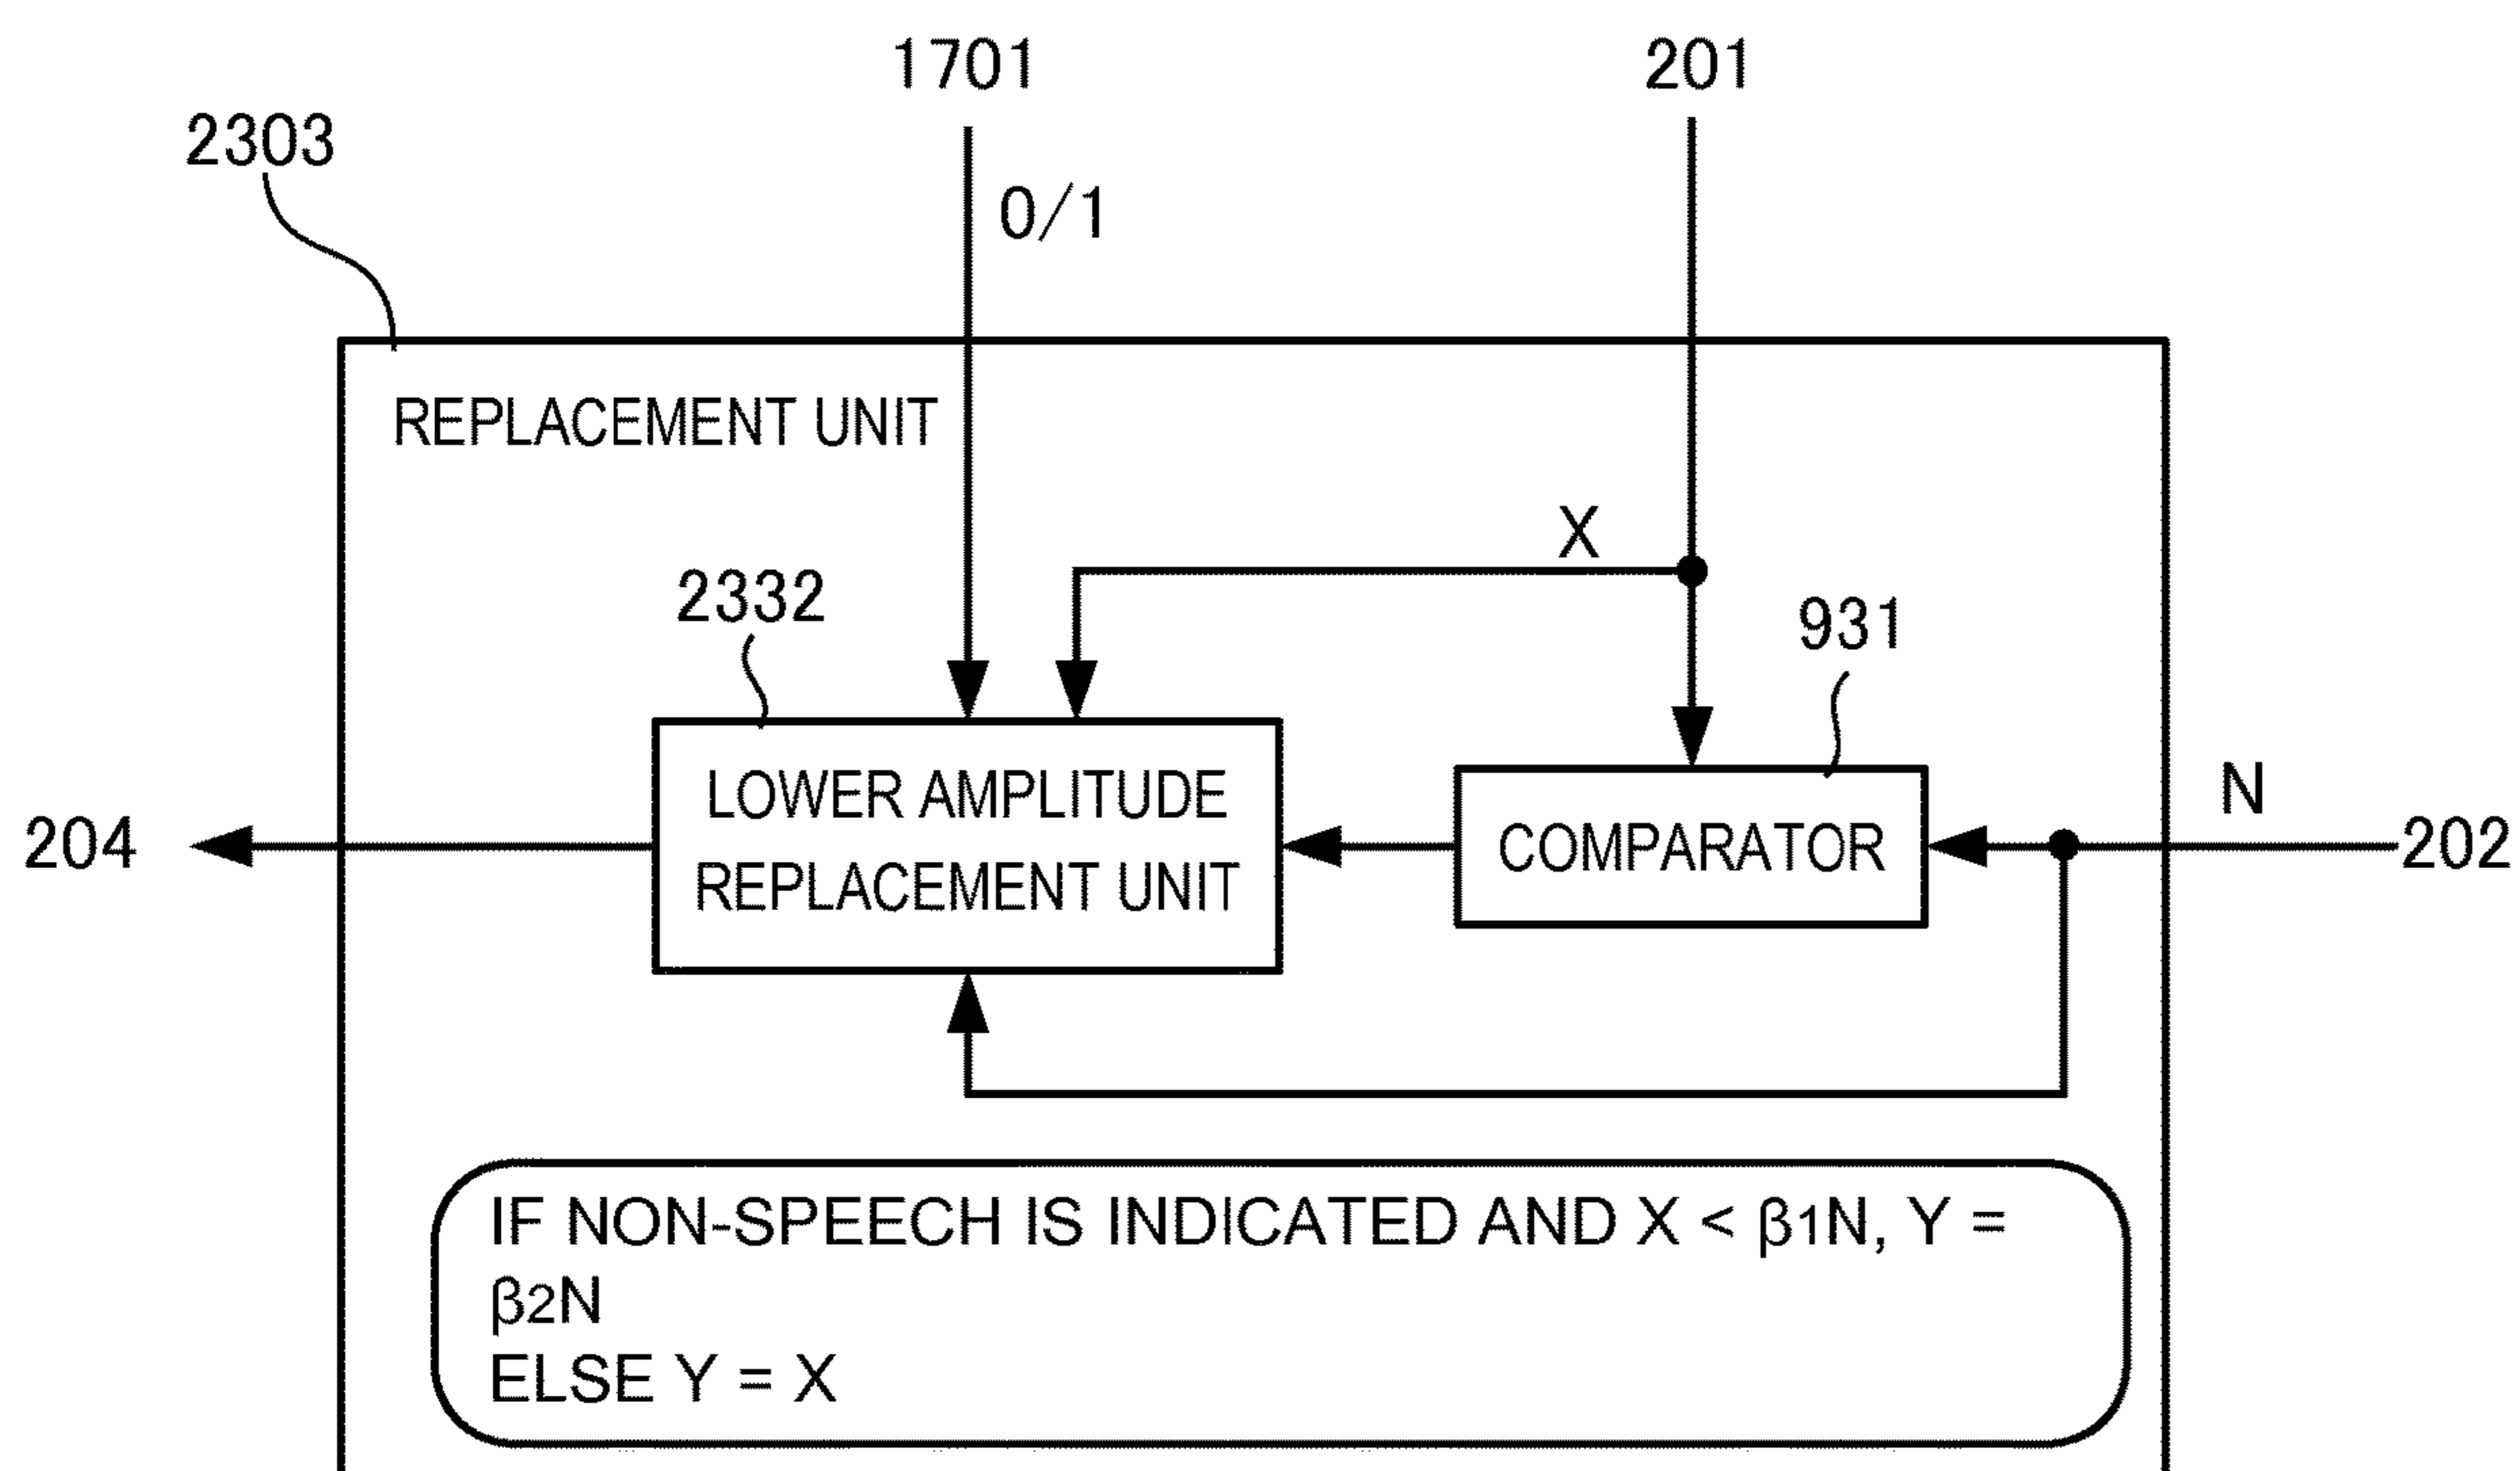 1701
201
2303
0/1
REPLACEMENT UNIT
X
2332
931
LOWER AMPLITUDE
REPLACEMENT UNIT
COMPARATOR
N
204
202
IF NON-SPEECH IS INDICATED AND X < β1N, Y =
β2N
ELSE Y = X